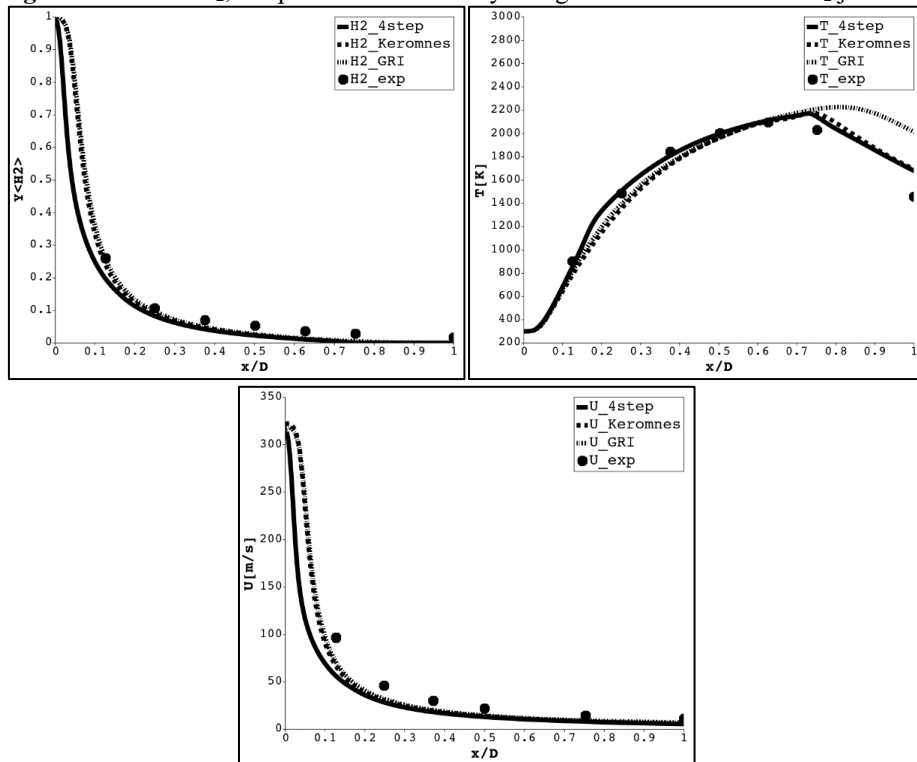 H2_4step
H2_Keromnes
H2_GRI
H2_exp
1
0.9
0.8
0.7
0.6
0.5
0.4
0.3
0.2
0.1
0
Y<H2>
0 0.1 0.2 0.3 0.4 0.5 0.6 0.7 0.8 0.9 1
x/D
T_4step
T_Keromnes
T_GRI
T_exp
3000
2800
2600
2400
2200
2000
1800
1600
1400
1200
1000
800
600
400
200
T[K]
0 0.1 0.2 0.3 0.4 0.5 0.6 0.7 0.8 0.9 1
x/D
U_4step
U_Keromnes
U_GRI
U_exp
350
300
250
200
150
100
50
0
U[m/s]
0 0.1 0.2 0.3 0.4 0.5 0.6 0.7 0.8 0.9 1
x/D